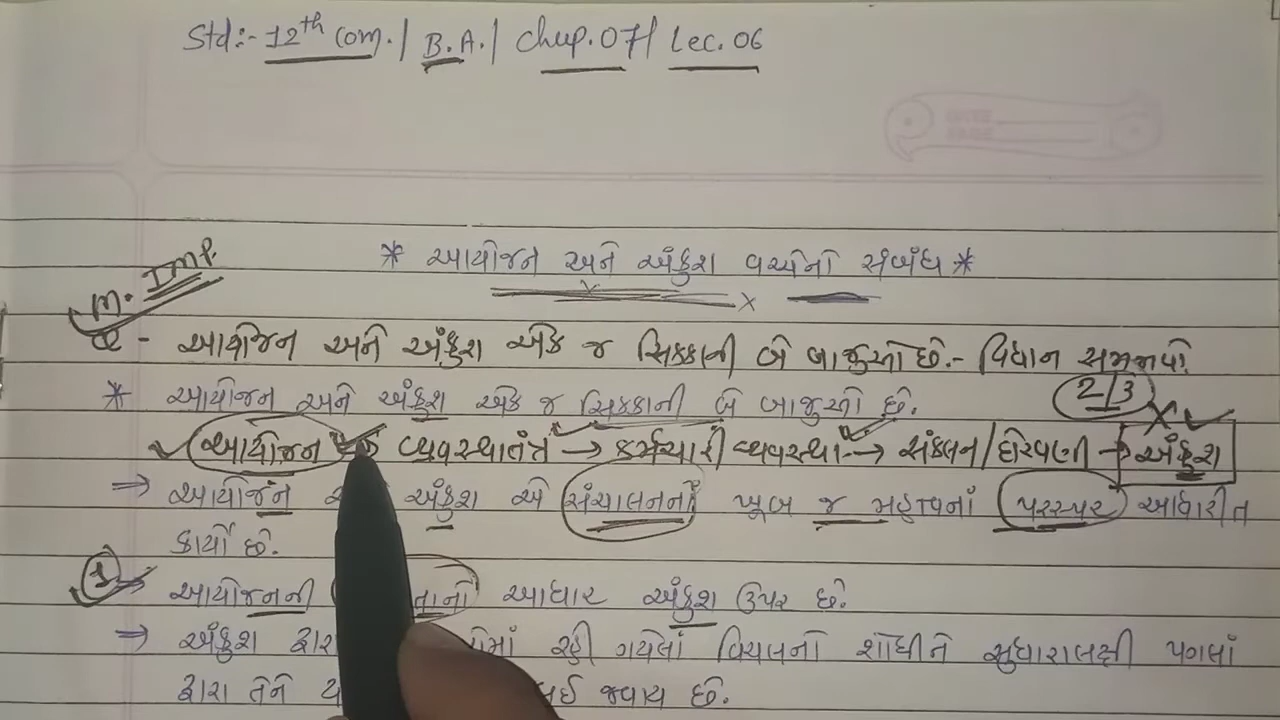 Std:- 12th Com. / B.A. / Chap. 07 / Lec. 06
* આયોજન અને અંકુશ વચ્ચેનો સંબંધ *
M. IMP.
આયોજન અને અંકુશ એક જ સિક્કાની બે બાજુઓ છે. - વિધાન સમજાવો.
* આયોજન અને અંકુશ એક જ સિક્કાની બે બાજુઓ છે. 2/3
આયોજન વ્યવસ્થાતંત્ર → કર્મચારી વ્યવસ્થા → સંકલન/દોરવણી → અંકુશ
⇒ આયોજન અંકુશ એ સંચાલનનાં ખૂબ જ મહત્વનાં પરસ્પર આધારીત
કાર્યો છે.
1 ⇒ આયોજનની આધાર અંકુશ ઉપર છે.
⇒ અંકુશ રહી ગયેલાં વિચલનો શોધીને સુધારાલક્ષી પગલાં
દ્વારા તેને જવાય છે.